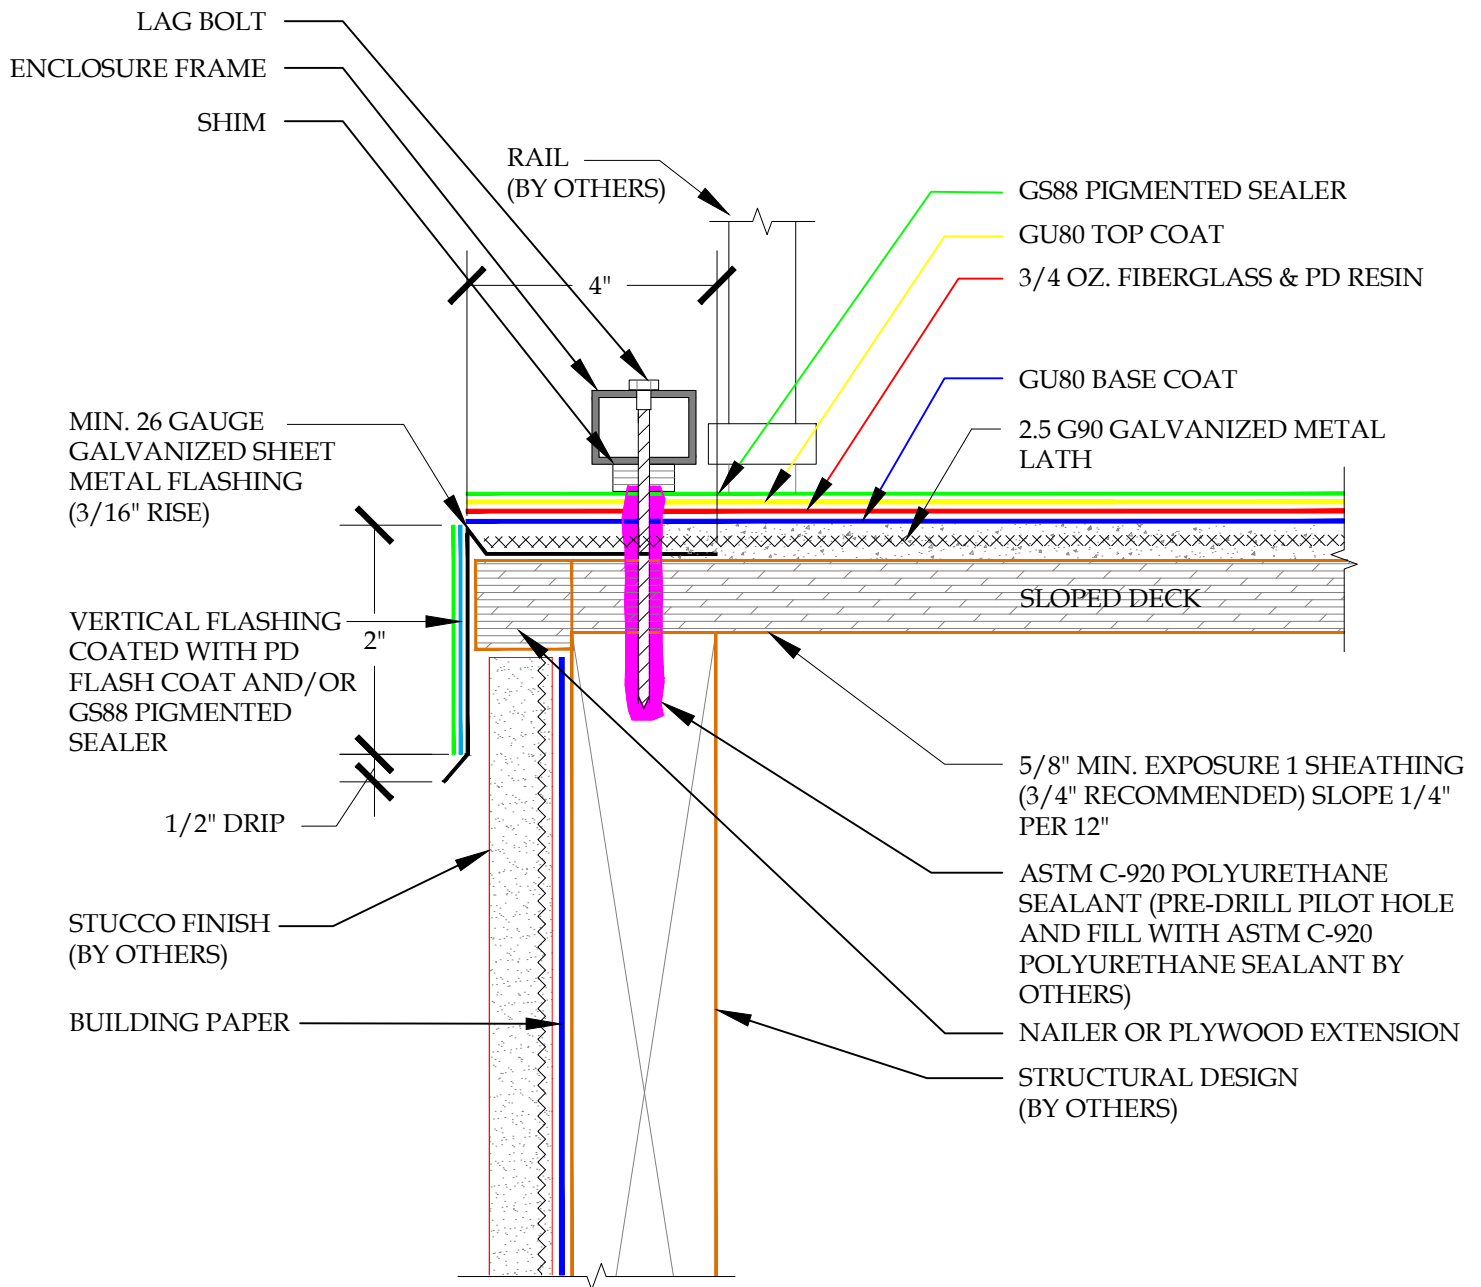 LAG BOLT
ENCLOSURE FRAME
SHIM
RAIL
(BY OTHERS)
4"
GS88 PIGMENTED SEALER
GU80 TOP COAT
3/4 OZ. FIBERGLASS & PD RESIN
GU80 BASE COAT
2.5 G90 GALVANIZED METAL
LATH
MIN. 26 GAUGE
GALVANIZED SHEET
METAL FLASHING
(3/16" RISE)
SLOPED DECK
VERTICAL FLASHING
COATED WITH PD
FLASH COAT AND/OR
GS88 PIGMENTED
SEALER
2"
1/2" DRIP
STUCCO FINISH
(BY OTHERS)
BUILDING PAPER
5/8" MIN. EXPOSURE 1 SHEATHING
(3/4" RECOMMENDED) SLOPE 1/4"
PER 12"
ASTM C-920 POLYURETHANE
SEALANT (PRE-DRILL PILOT HOLE
AND FILL WITH ASTM C-920
POLYURETHANE SEALANT BY
OTHERS)
NAILER OR PLYWOOD EXTENSION
STRUCTURAL DESIGN
(BY OTHERS)